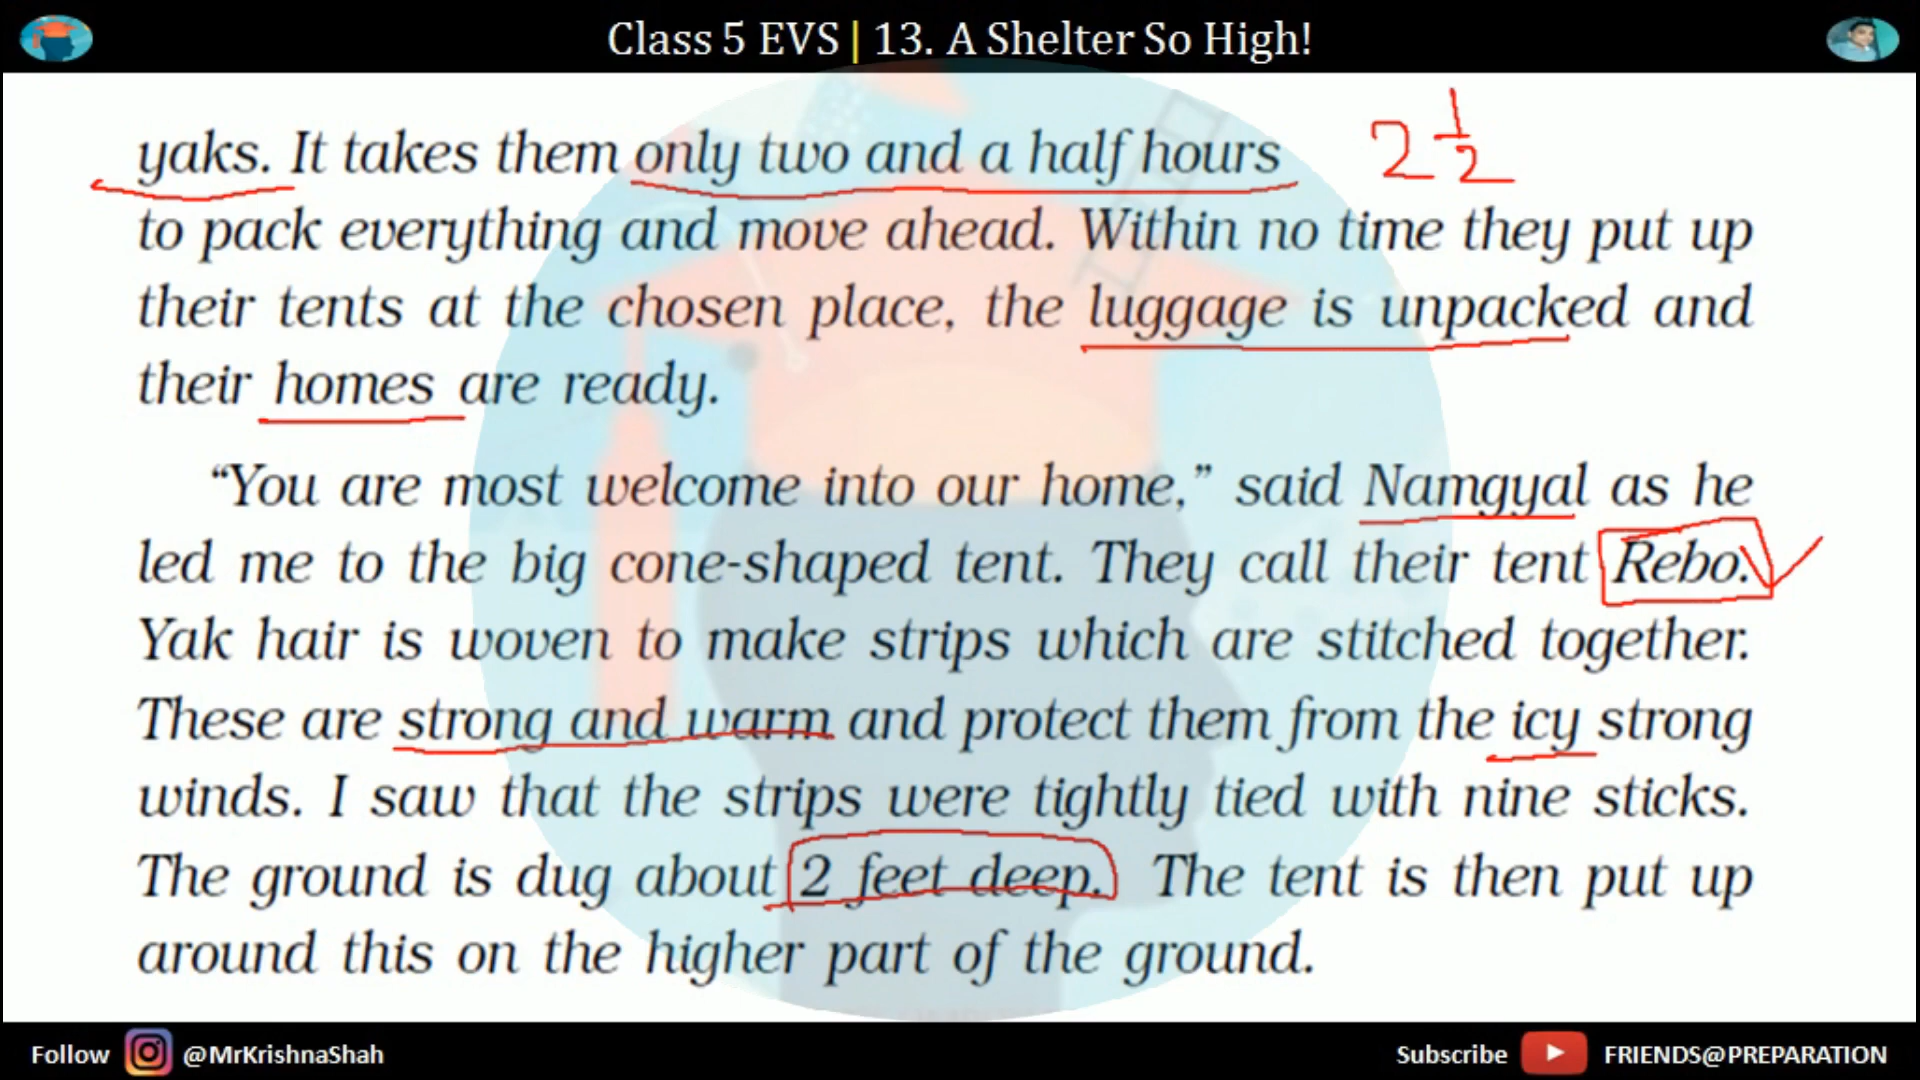 Class 5 EVS | 13. A Shelter So High!
yaks. It takes them only two and a half hours 2 1/2
to pack everything and move ahead. Within no time they put up
their tents at the chosen place, the luggage is unpacked and
their homes are ready.
“You are most welcome into our home,” said Namgyal as he
led me to the big cone-shaped tent. They call their tent Rebo.
Yak hair is woven to make strips which are stitched together.
These are strong and warm and protect them from the icy strong
winds. I saw that the strips were tightly tied with nine sticks.
The ground is dug about 2 feet deep. The tent is then put up
around this on the higher part of the ground.
Follow @MrKrishnaShah Subscribe FRIENDS@PREPARATION